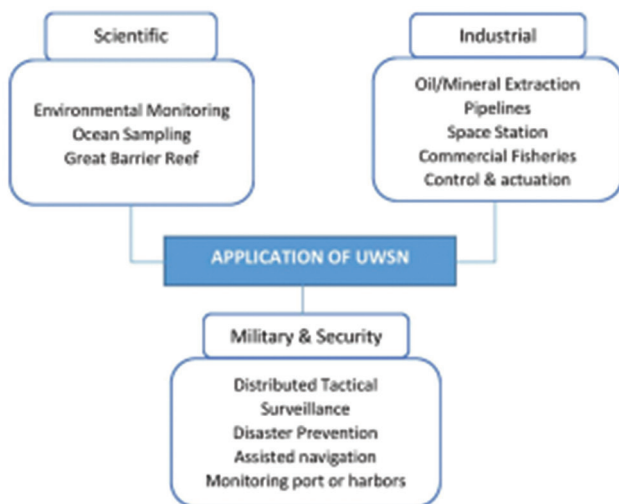 Scientific
Environmental Monitoring
Ocean Sampling
Great Barrier Reef
Industrial
Oil/Mineral Extraction
Pipelines
Space Station
Commercial Fisheries
Control & actuation
APPLICATION OF UWSN
Military & Security
Distributed Tactical
Surveillance
Disaster Prevention
Assisted navigation
Monitoring port or harbors